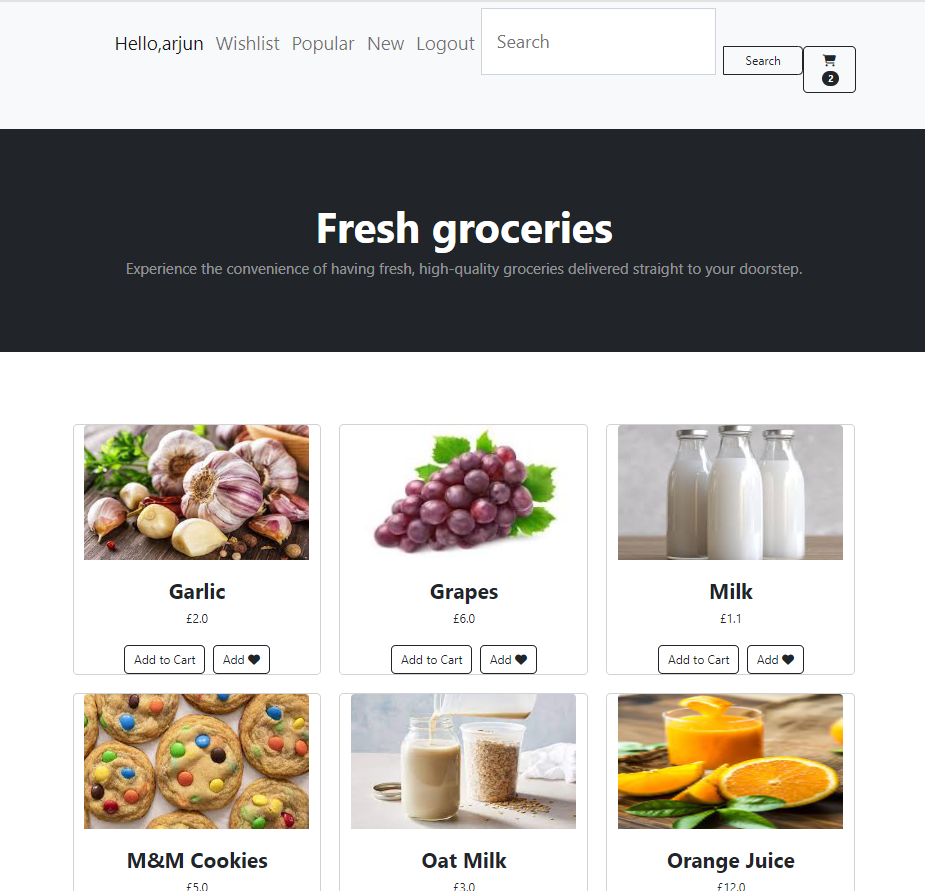 Hello,arjun Wishlist Popular New Logout Search Search
2
Fresh groceries
Experience the convenience of having fresh, high-quality groceries delivered straight to your doorstep.
Garlic Grapes Milk
£2.0 £6.0 £1.1
Add to Cart Add Add to Cart Add Add to Cart Add
M&M Cookies Oat Milk Orange Juice
£5.0 £3.0 £12.0